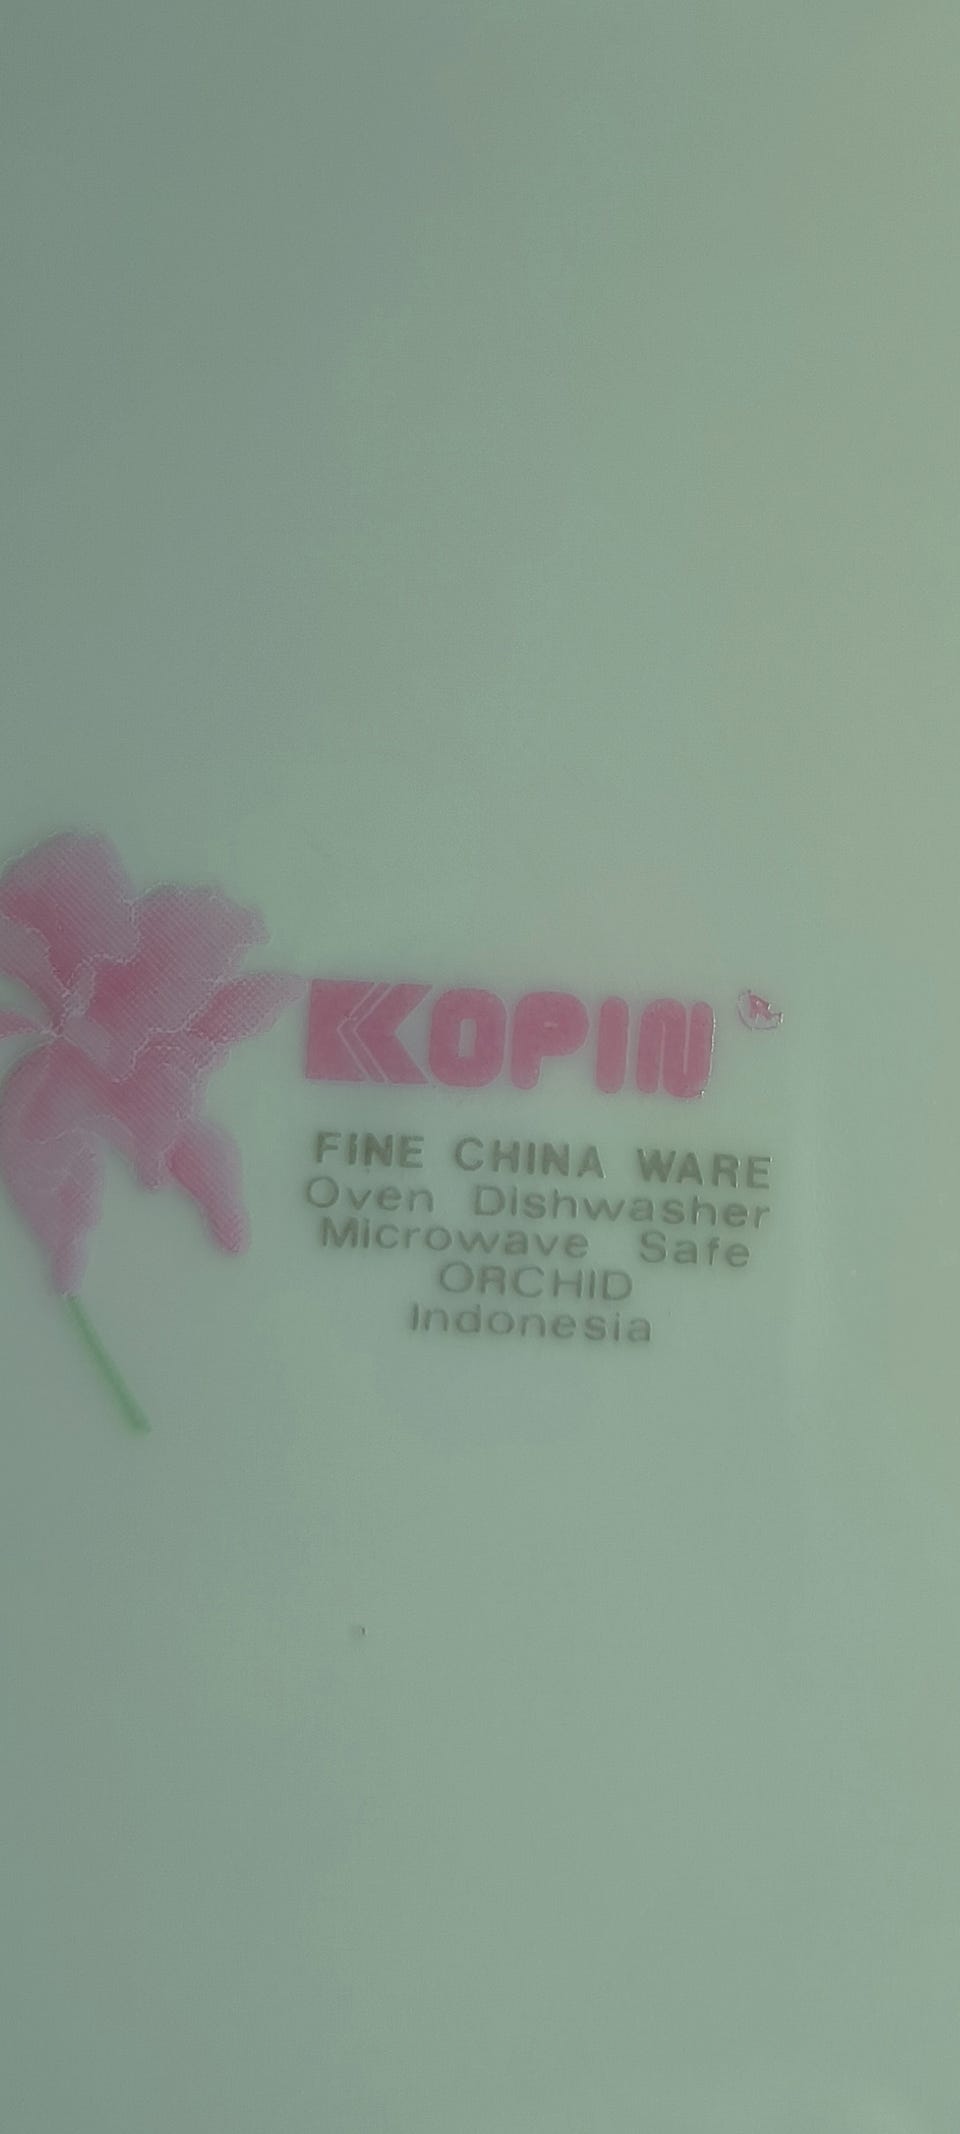 KOPIN ®
FINE CHINA WARE
Oven Dishwasher
Microwave Safe
ORCHID
Indonesia